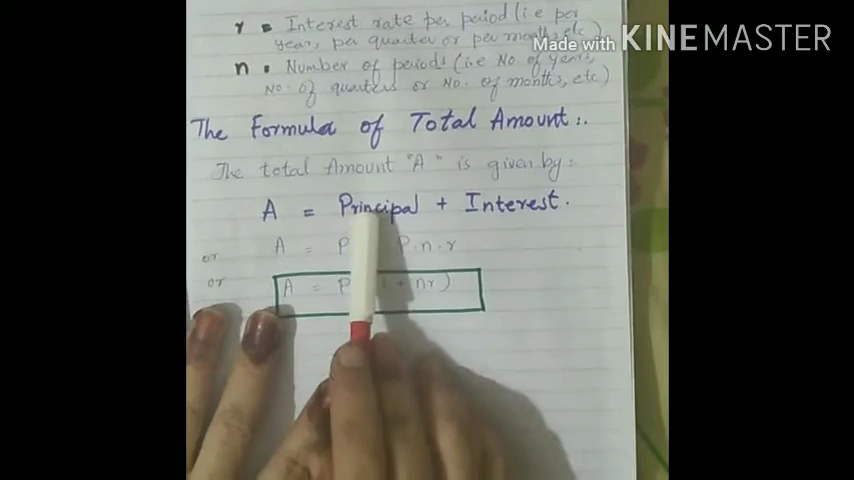 r = Interest rate per period (i.e per
year, per quarter or per month, etc)
Made with KINEMASTER
n = Number of periods (i.e No. of years,
No. of quarters or No. of months, etc)
The Formula of Total Amount:.
The total Amount "A" is given by:
A = Principal + Interest.
or A = P P.n.r
or A = P + nr)